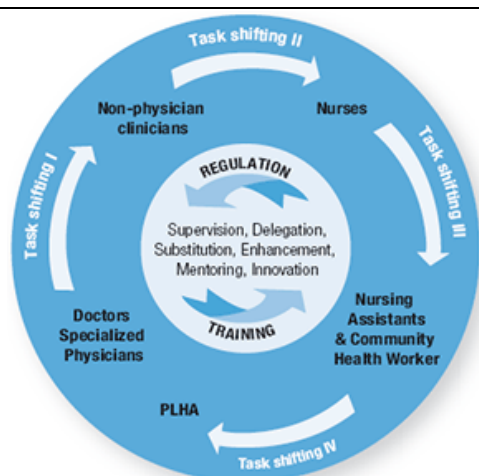 Task shifting II
Non-physician
clinicians
Nurses
Task shifting I
Task shifting III
REGULATION
Supervision, Delegation,
Substitution, Enhancement,
Mentoring, Innovation
TRAINING
Doctors
Specialized
Physicians
Nursing
Assistants
& Community
Health Worker
PLHA
Task shifting IV